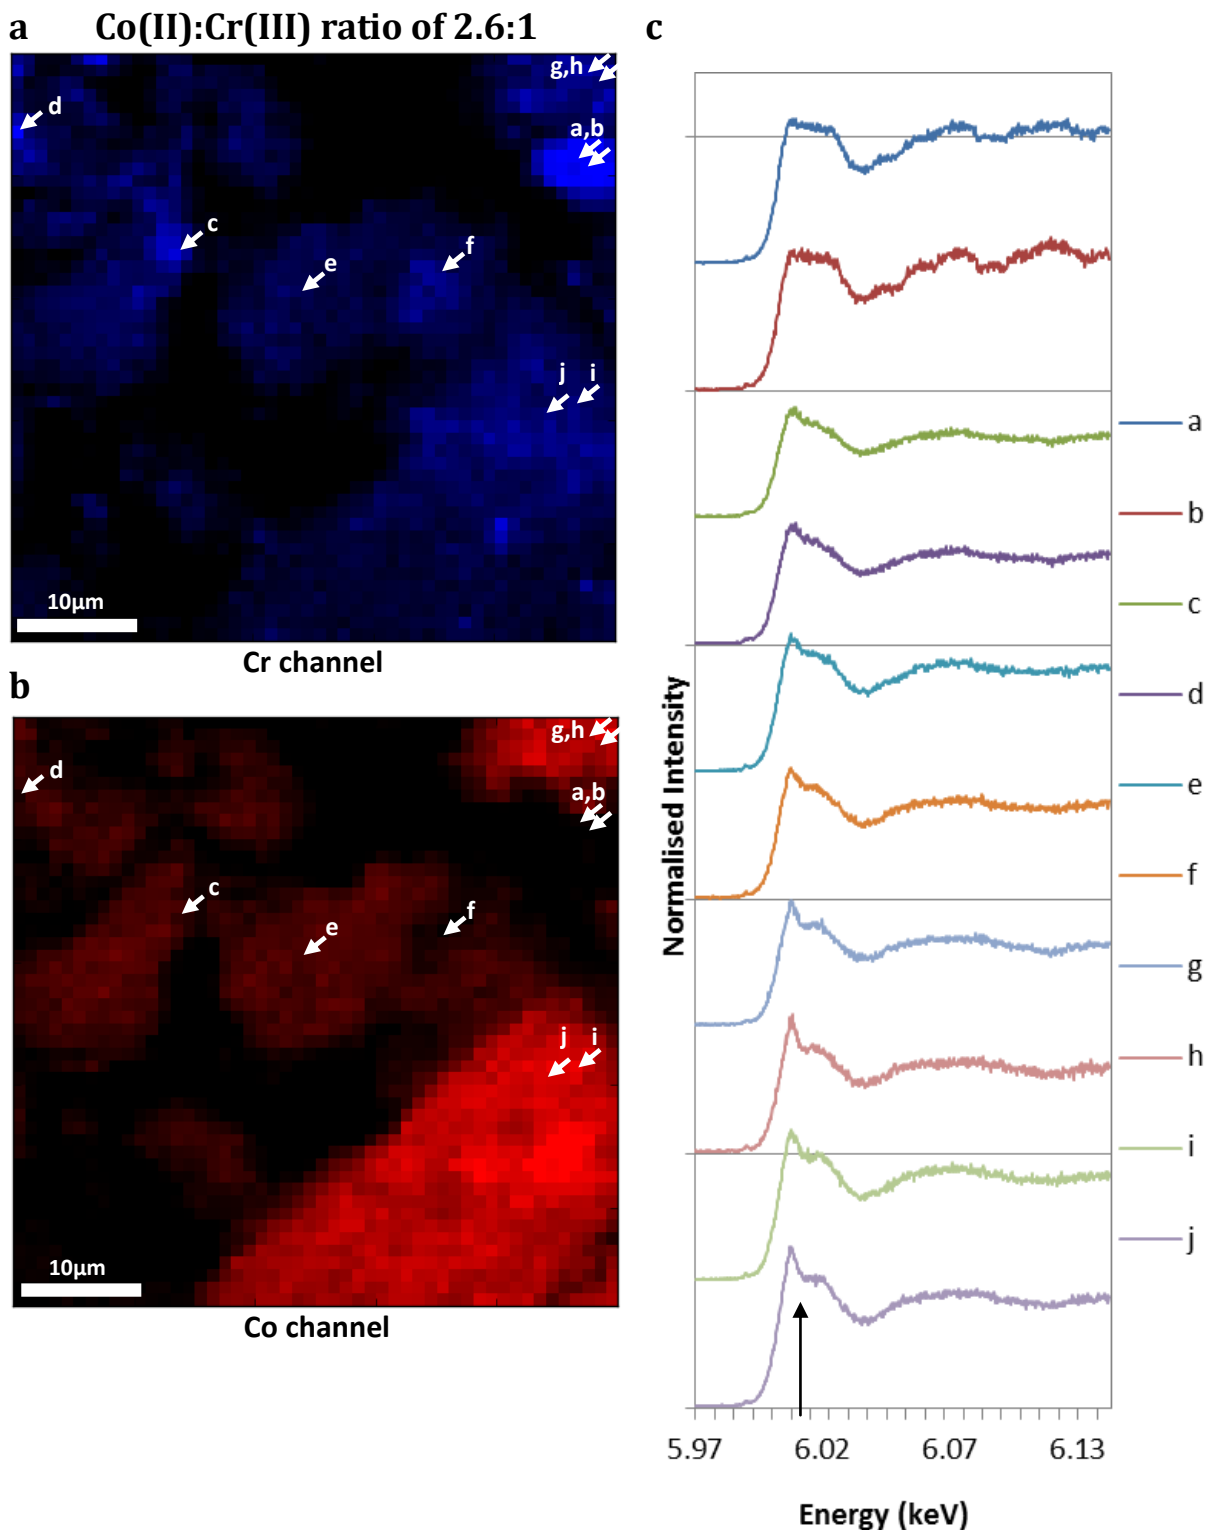 a Co(II):Cr(III) ratio of 2.6:1
g,h
d
a,b
c
f
e
j i
10µm
Cr channel
b
g,h
d
a,b
c
f
e
j i
10µm
Co channel
c
Normalised Intensity
a
b
c
d
e
f
g
h
i
j
5.97 6.02 6.07 6.13
Energy (keV)